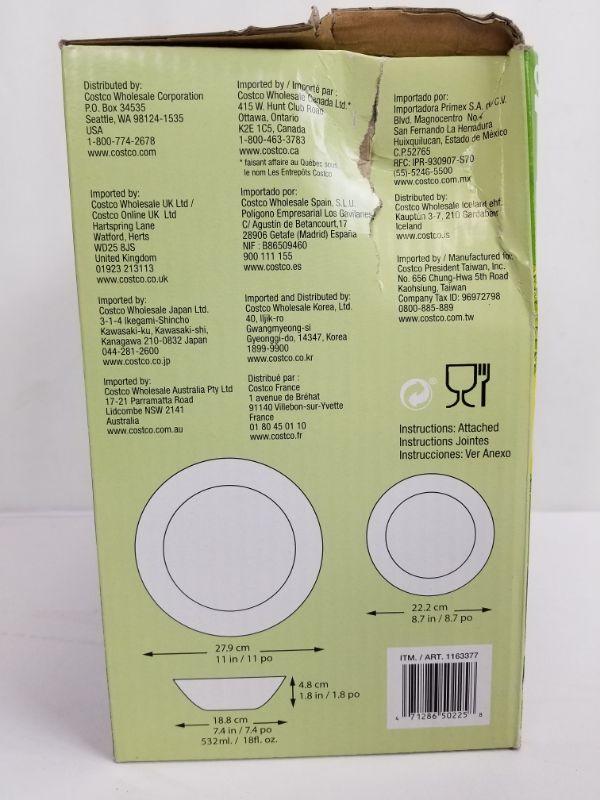 Distributed by:
Costco Wholesale Corporation
P.O. Box 34535
Seattle, WA 98124-1535
USA
1-800-774-2678
www.costco.com
Imported by / Importé par :
Costco Wholesale Canada Ltd.*
415 W. Hunt Club Road
Ottawa, Ontario
K2E 1C5, Canada
1-800-463-3783
www.costco.ca
* faisant affaire au Québec sous
le nom Les Entrepôts Costco
Importado por:
Importadora Primex S.A. de C.V.
Blvd. Magnocentro No.4
San Fernando La Herradura
Huixquilucan, Estado de México
C.P.52765
RFC: IPR-930907-S70
(55)-5246-5500
www.costco.com.mx
Imported by:
Costco Wholesale UK Ltd /
Costco Online UK Ltd
Hartspring Lane
Watford, Herts
WD25 8JS
United Kingdom
01923 213113
www.costco.co.uk
Importado por:
Costco Wholesale Spain, S.L.U.
Polígono Empresarial Los Gavilanes
C/ Agustín de Betancourt,17
28906 Getafe (Madrid) España
NIF : B86509460
900 111 155
www.costco.es
Distributed by:
Costco Wholesale Iceland ehf.
Kauptún 3-7, 210 Gardabær
Iceland
www.costco.is
Imported by / Manufactured for:
Costco President Taiwan, Inc.
No. 656 Chung-Hwa 5th Road
Kaohsiung, Taiwan
Company Tax ID: 96972798
0800-885-889
www.costco.com.tw
Imported by:
Costco Wholesale Japan Ltd.
3-1-4 Ikegami-Shincho
Kawasaki-ku, Kawasaki-shi,
Kanagawa 210-0832 Japan
044-281-2600
www.costco.co.jp
Imported and Distributed by:
Costco Wholesale Korea, Ltd.
40, Iljik-ro
Gwangmyeong-si
Gyeonggi-do, 14347, Korea
1899-9900
www.costco.co.kr
Imported by:
Costco Wholesale Australia Pty Ltd
17-21 Parramatta Road
Lidcombe NSW 2141
Australia
www.costco.com.au
Distribué par :
Costco France
1 avenue de Bréhat
91140 Villebon-sur-Yvette
France
01 80 45 01 10
www.costco.fr
Instructions: Attached
Instructions Jointes
Instrucciones: Ver Anexo
27.9 cm
11 in / 11 po
22.2 cm
8.7 in / 8.7 po
4.8 cm
1.8 in / 1.8 po
18.8 cm
7.4 in / 7.4 po
532ml. / 18fl. oz.
ITM. / ART. 1163377
4 71286 50225 8